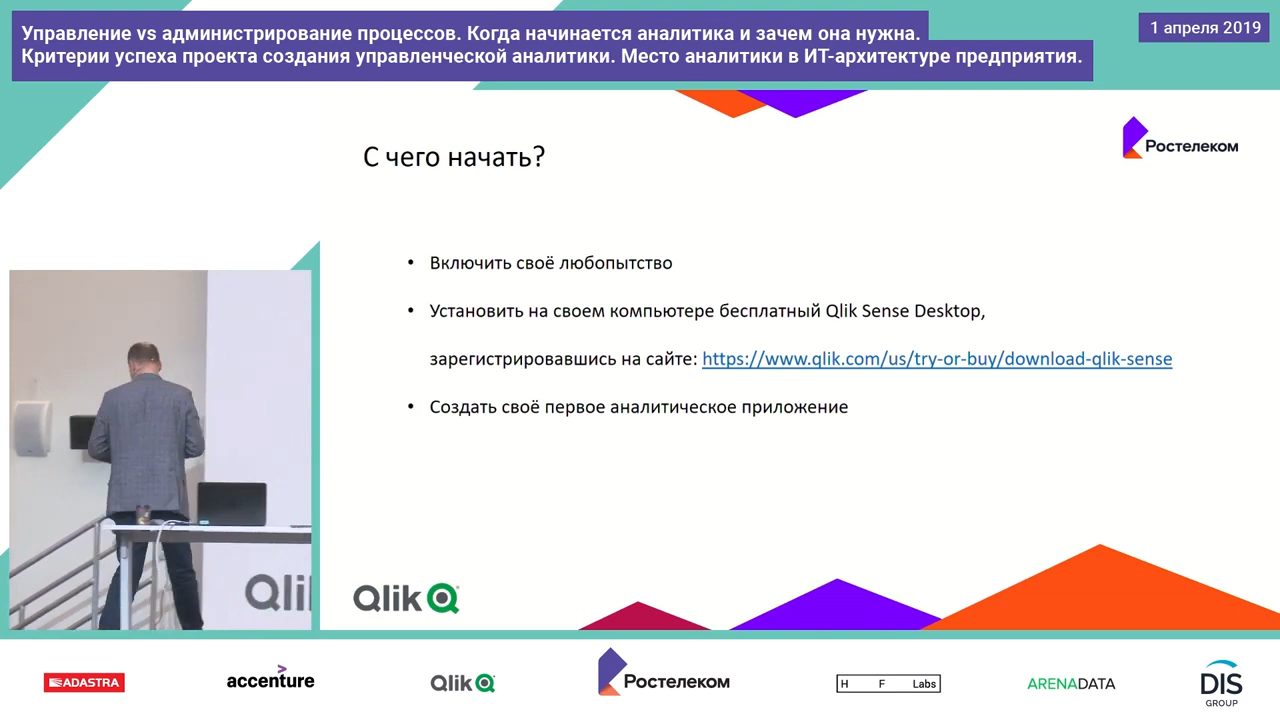 Управление vs администрирование процессов. Когда начинается аналитика и зачем она нужна.
Критерии успеха проекта создания управленческой аналитики. Место аналитики в ИТ-архитектуре предприятия.
1 апреля 2019
Ростелеком
С чего начать?
• Включить своё любопытство
• Установить на своем компьютере бесплатный Qlik Sense Desktop,
зарегистрировавшись на сайте: https://www.qlik.com/us/try-or-buy/download-qlik-sense
• Создать своё первое аналитическое приложение
Qlik
Qlik
ADASTRA
accenture
Qlik
Ростелеком
H F Labs
ARENADATA
DIS
GROUP